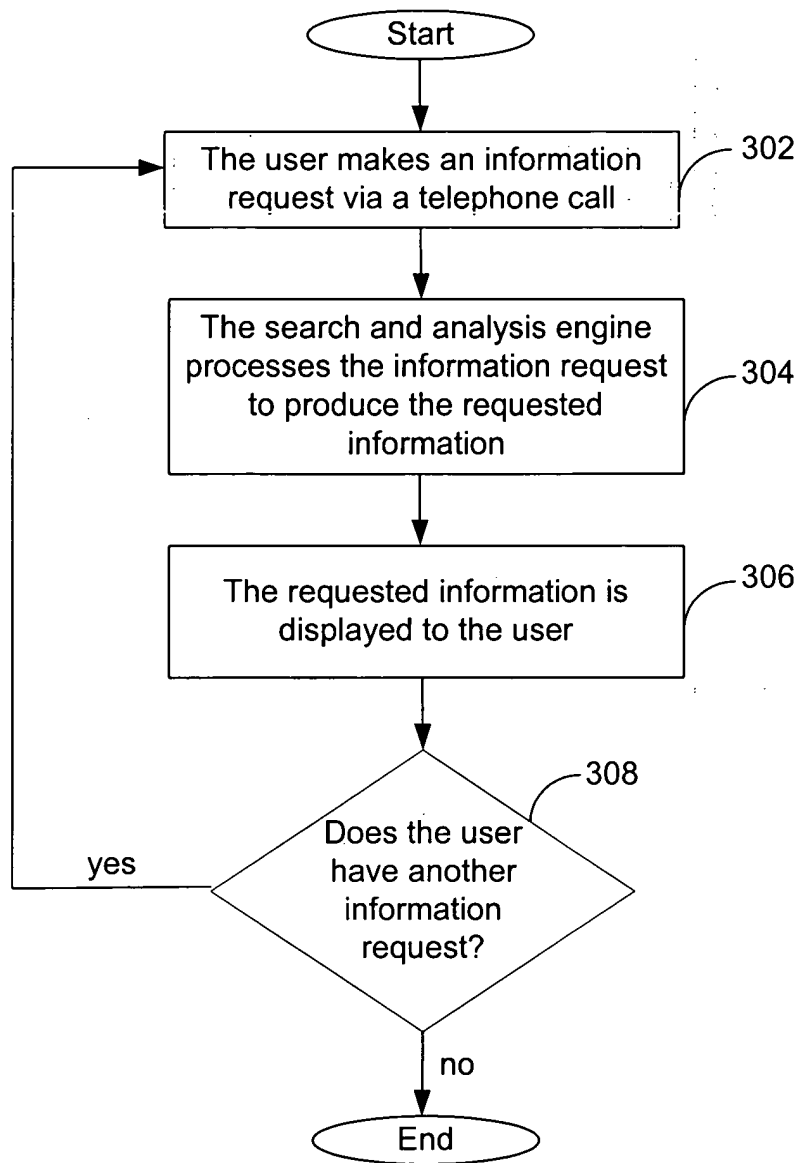 Start
The user makes an information
request via a telephone call
302
The search and analysis engine
processes the information request
to produce the requested
information
304
The requested information is
displayed to the user
306
308
Does the user
have another
information
request?
yes
no
End